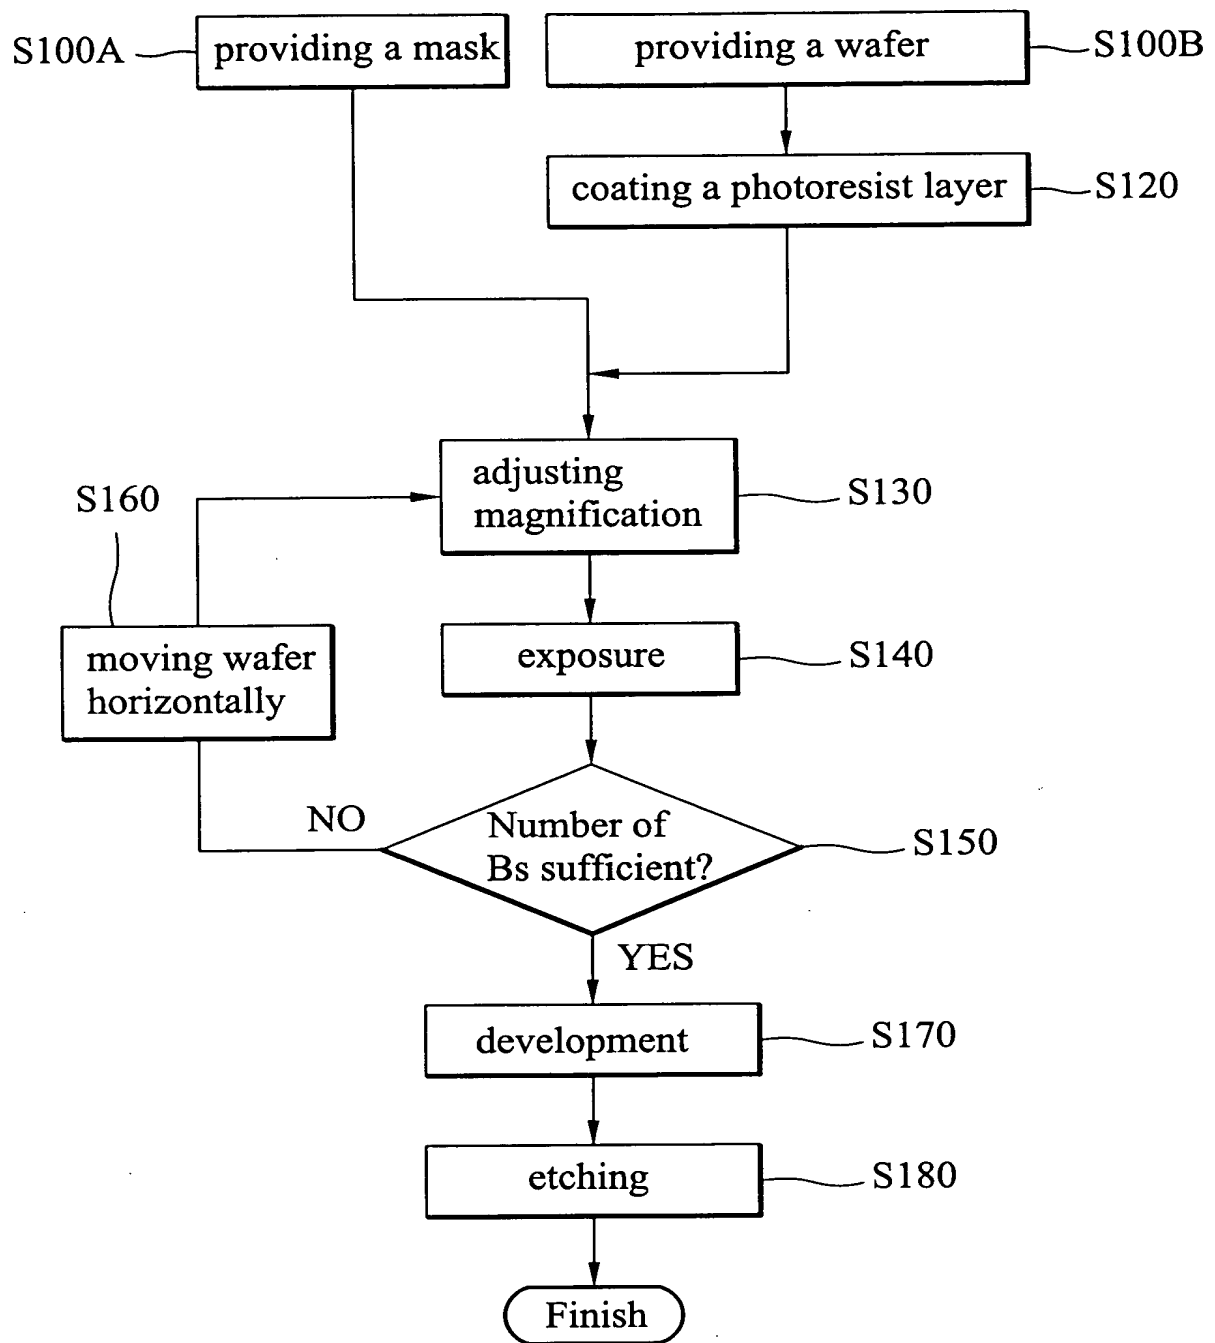 S100A
providing a mask
providing a wafer
S100B
coating a photoresist layer
S120
adjusting
magnification
S130
S160
moving wafer
horizontally
exposure
S140
NO
Number of
Bs sufficient?
S150
YES
development
S170
etching
S180
Finish